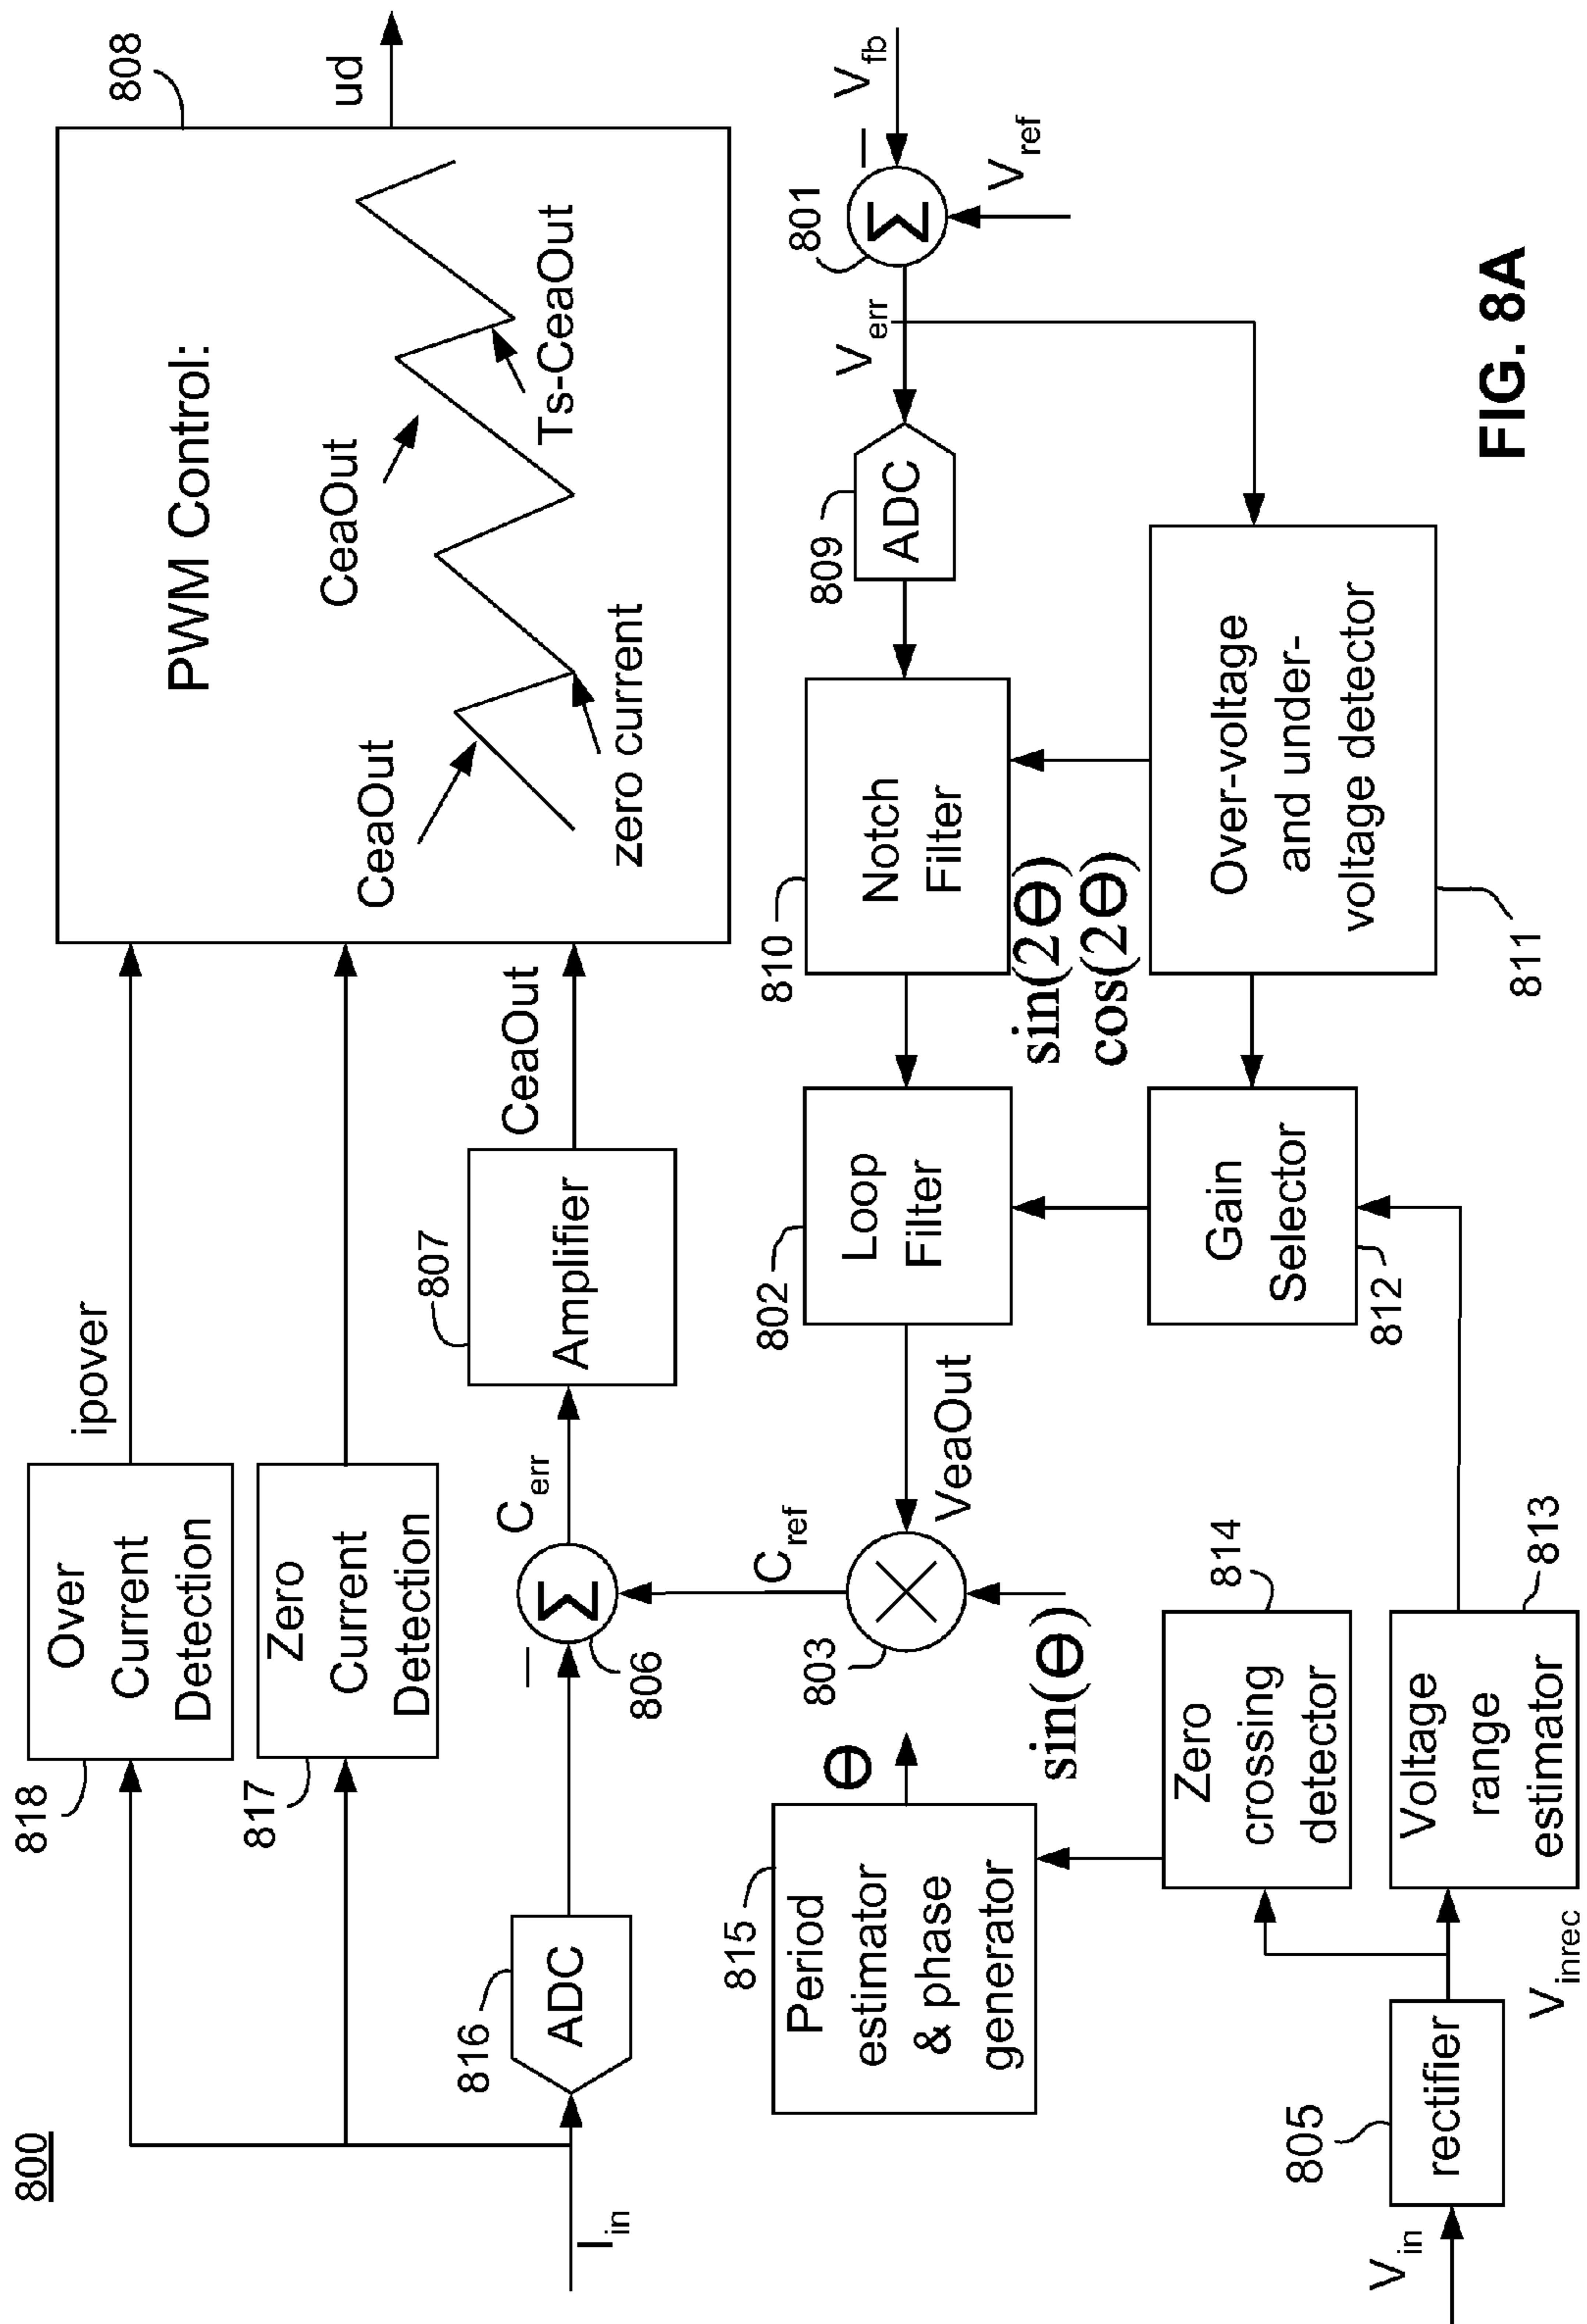 800
I_in
816
ADC
818
Over
Current
Detection
ipover
817
Zero
Current
Detection
–
Σ
806
C_err
C_ref
807
Amplifier
CeaOut
808
PWM Control:
CeaOut
zero current
CeaOut
Ts-CeaOut
ud
815
Period
estimator
& phase
generator
Θ
803
sin(Θ)
VeaOut
802
Loop
Filter
810
Notch
Filter
sin(2Θ)
cos(2Θ)
809
ADC
V_err
801
Σ
–
V_fb
V_ref
V_in
805
rectifier
V_inrec
814
Zero
crossing
detector
813
Voltage
range
estimator
812
Gain
Selector
811
Over-voltage
and under-
voltage detector
FIG. 8A